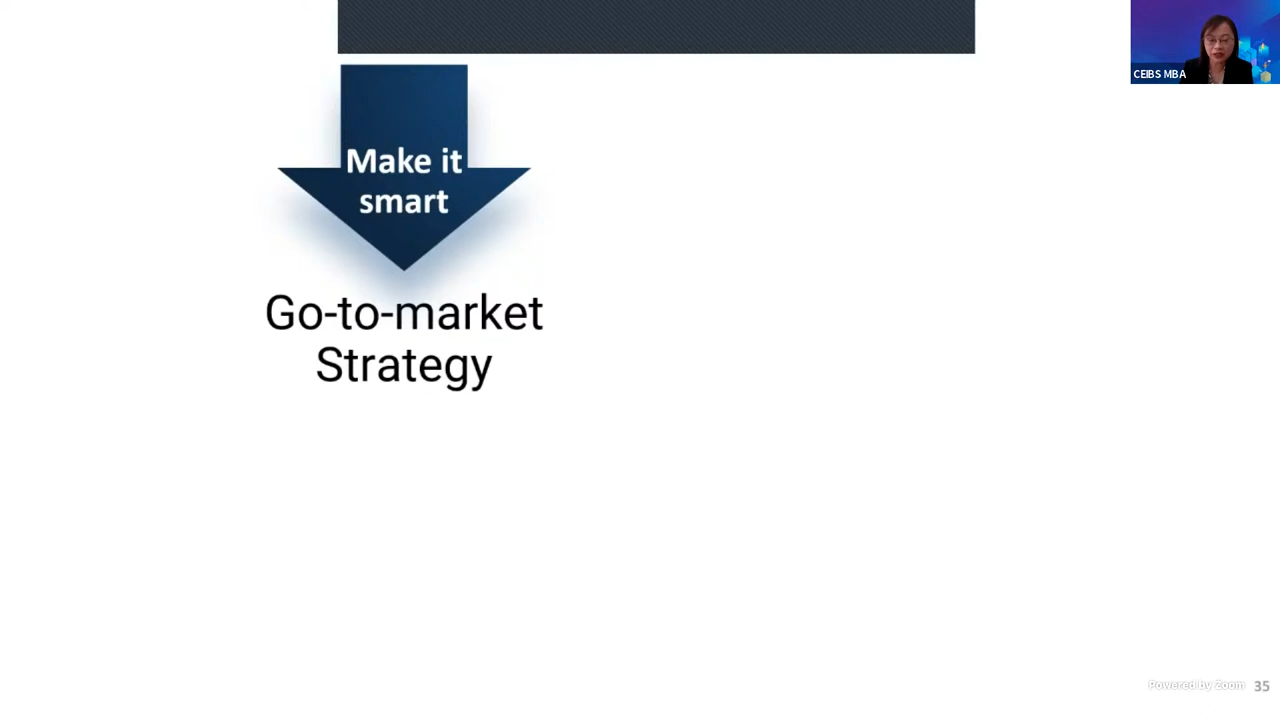 CEIBS MBA
Make it
smart
Go-to-market
Strategy
Powered by Zoom
35